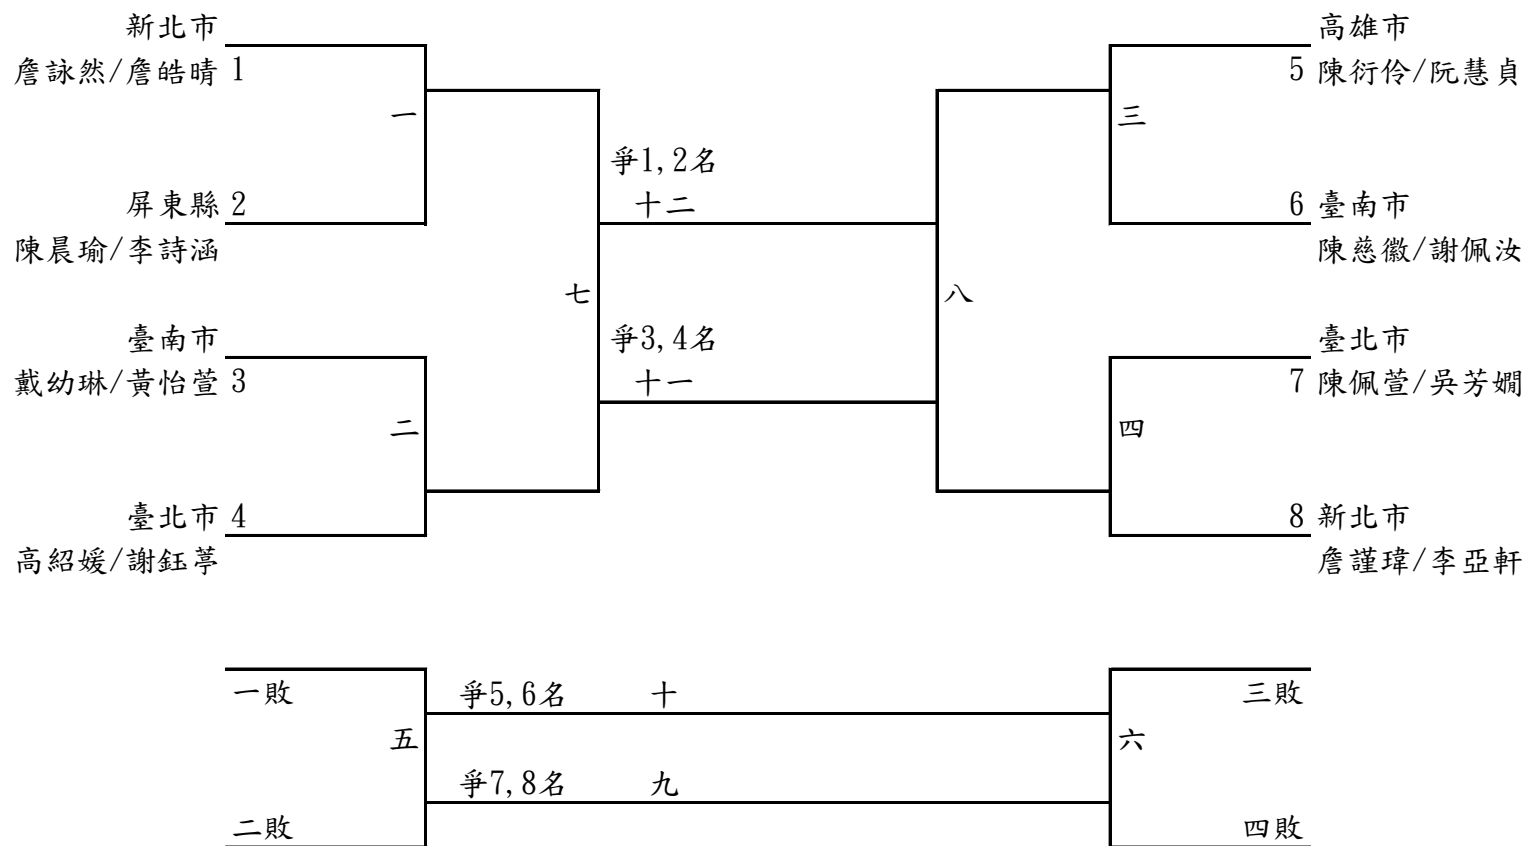 新北市
詹詠然/詹皓晴 1
一
屏東縣 2
陳晨瑜/李詩涵
七
臺南市
戴幼琳/黃怡萱 3
二
臺北市 4
高紹媛/謝鈺葶
爭1,2名
十二
爭3,4名
十一
高雄市
5 陳衍伶/阮慧貞
三
6 臺南市
陳慈徽/謝佩汝
八
臺北市
7 陳佩萱/吳芳嫺
四
8 新北市
詹謹瑋/李亞軒
一敗
五
二敗
爭5,6名 十
爭7,8名 九
三敗
六
四敗